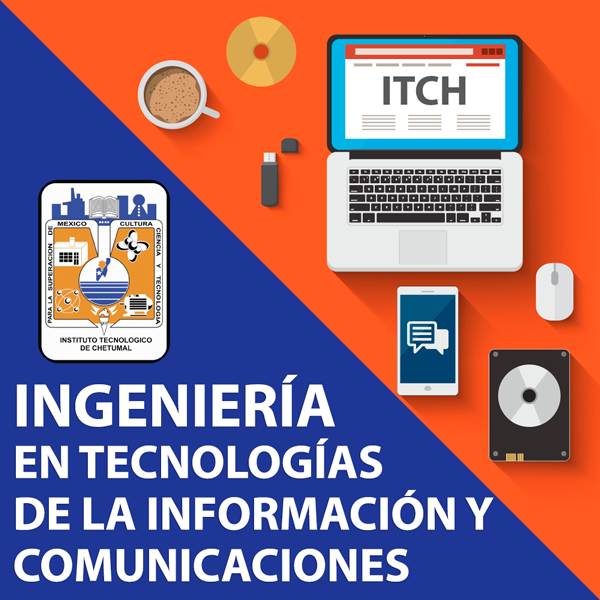 ITCH
PARA LA SUPERACION DE
MEXICO
CULTURA
CIENCIA Y TECNOLOGIA
INSTITUTO TECNOLOGICO
DE CHETUMAL
INGENIERÍA
EN TECNOLOGÍAS
DE LA INFORMACIÓN Y
COMUNICACIONES